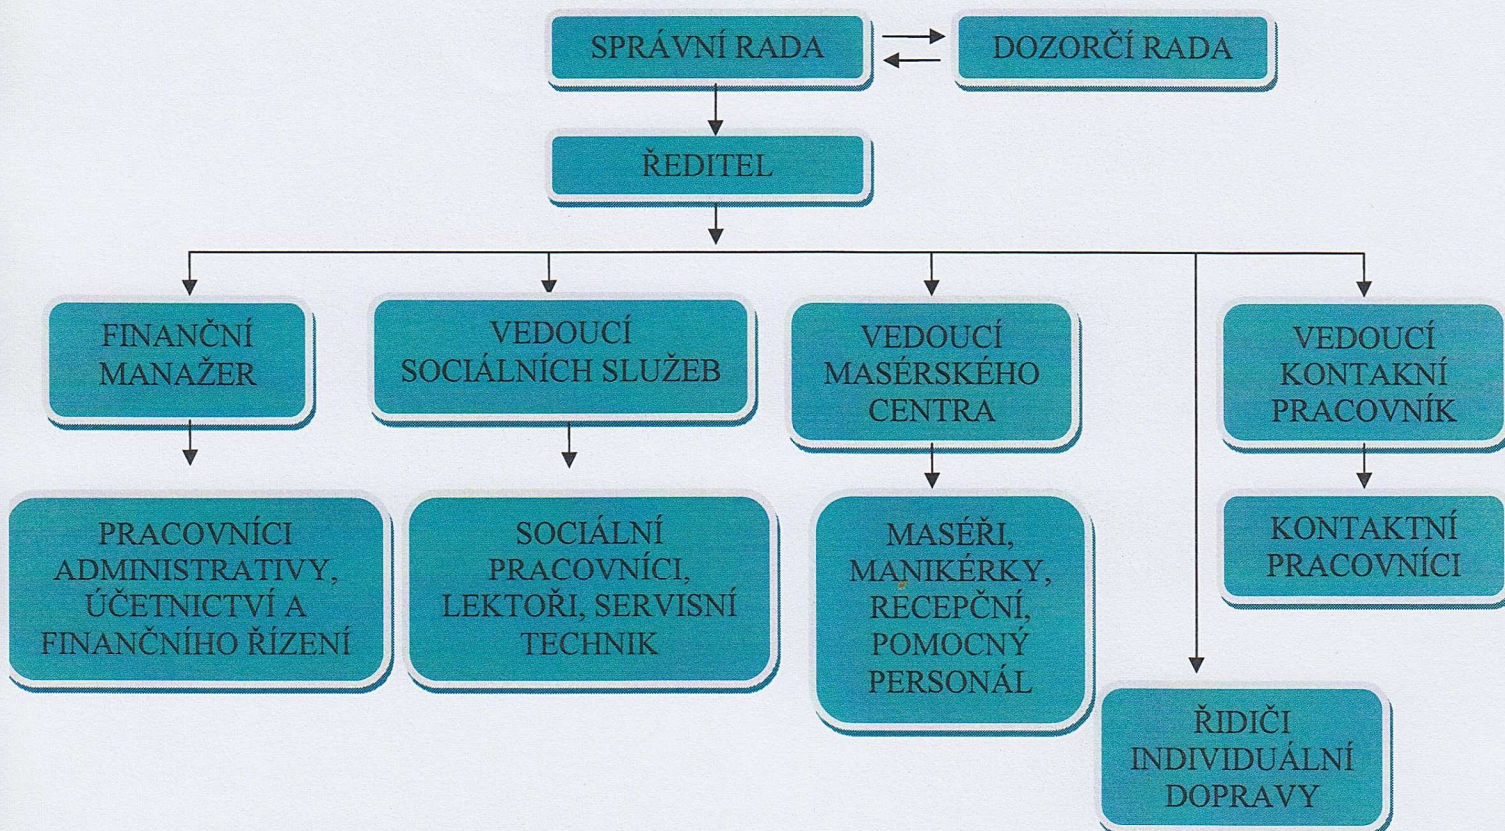 SPRÁVNÍ RADA
DOZORČÍ RADA
ŘEDITEL
FINANČNÍ
MANAŽER
VEDOUCÍ
SOCIÁLNÍCH SLUŽEB
VEDOUCÍ
MASÉRSKÉHO
CENTRA
VEDOUCÍ
KONTAKNÍ
PRACOVNÍK
PRACOVNÍCI
ADMINISTRATIVY,
ÚČETNICTVÍ A
FINANČNÍHO ŘÍZENÍ
SOCIÁLNÍ
PRACOVNÍCI,
LEKTOŘI, SERVISNÍ
TECHNIK
MASÉŘI,
MANIKÉRKY,
RECEPČNÍ,
POMOCNÝ
PERSONÁL
KONTAKTNÍ
PRACOVNÍCI
ŘIDIČI
INDIVIDUÁLNÍ
DOPRAVY